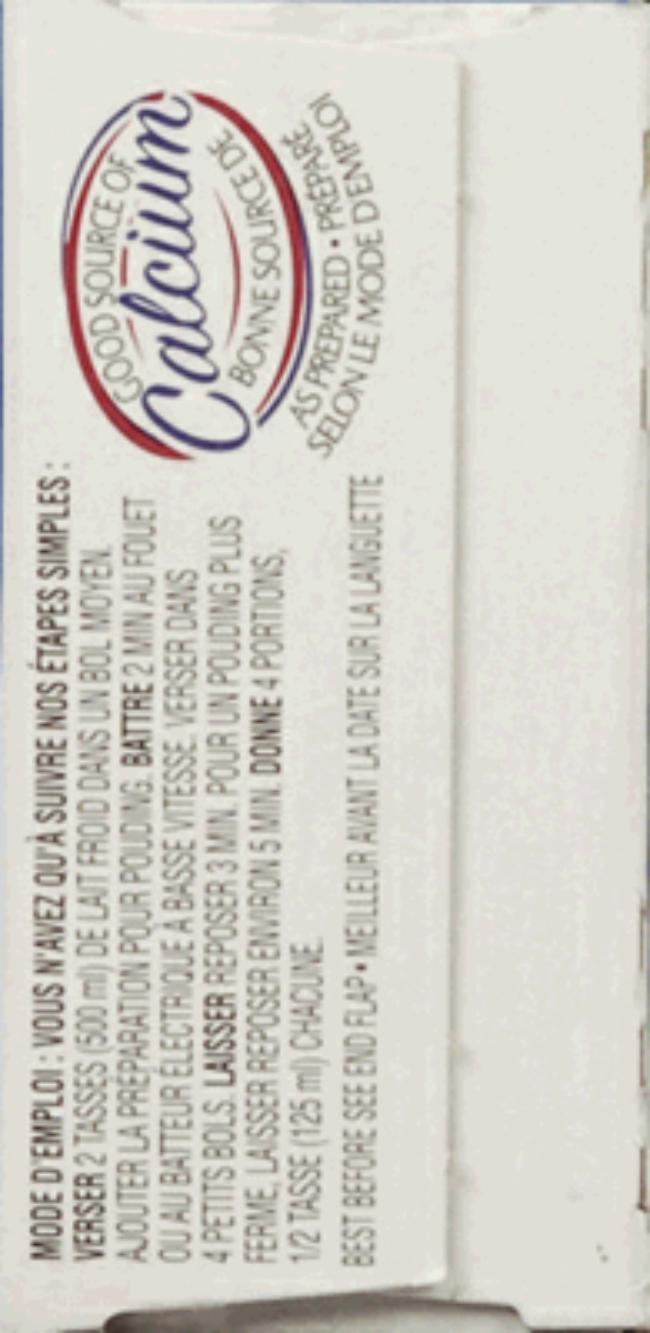 MODE D'EMPLOI : VOUS N'AVEZ QU'À SUIVRE NOS ÉTAPES SIMPLES :
VERSER 2 TASSES (500 ml) DE LAIT FROID DANS UN BOL MOYEN.
AJOUTER LA PRÉPARATION POUR POUDING. BATTRE 2 MIN AU FOUET
OU AU BATTEUR ÉLECTRIQUE À BASSE VITESSE. VERSER DANS
4 PETITS BOLS. LAISSER REPOSER 3 MIN. POUR UN POUDING PLUS
FERME, LAISSER REPOSER ENVIRON 5 MIN. DONNE 4 PORTIONS,
1/2 TASSE (125 ml) CHACUNE.
BEST BEFORE SEE END FLAP • MEILLEUR AVANT LA DATE SUR LA LANGUETTE
GOOD SOURCE OF
Calcium
BONNE SOURCE DE
AS PREPARED • PRÉPARÉ
SELON LE MODE D'EMPLOI